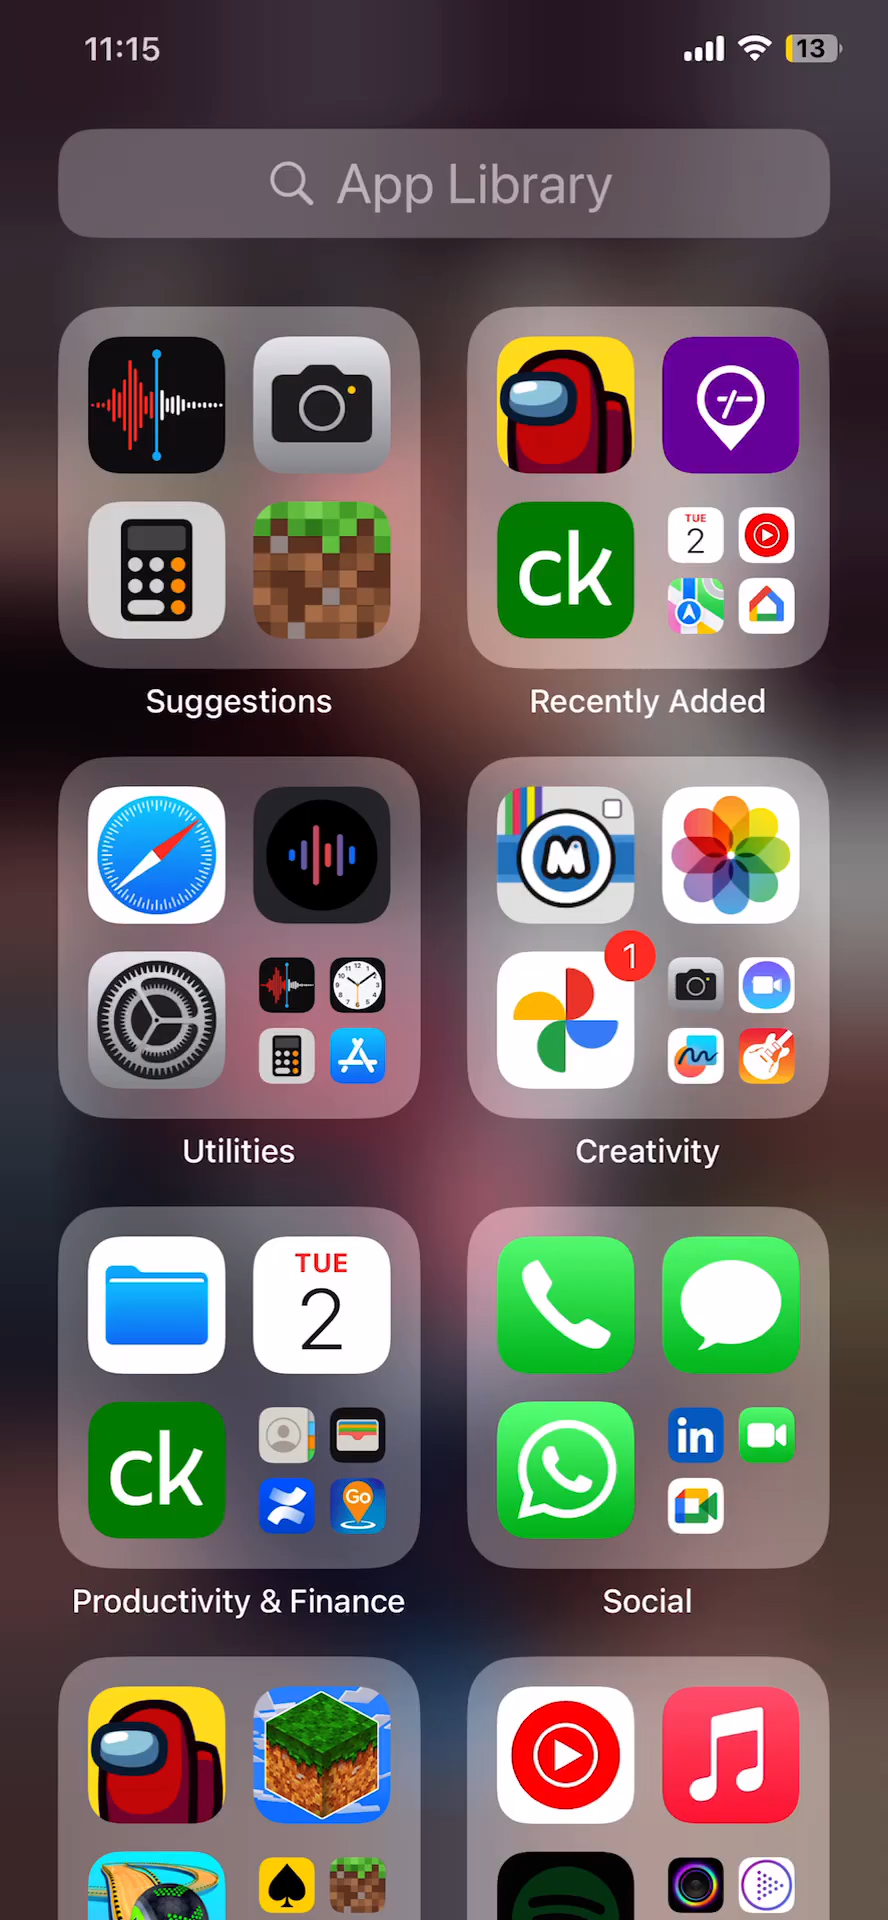 11:15
13
App Library
ck
TUE
2
Suggestions
Recently Added
M
1
Utilities
Creativity
TUE
2
ck
in
Go
Productivity & Finance
Social